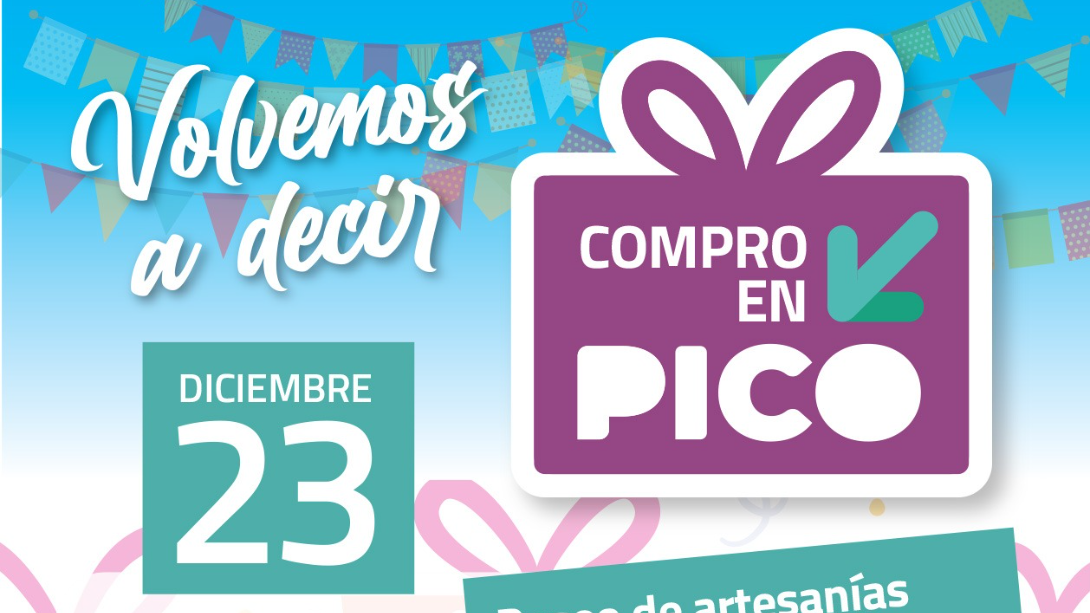 Volvemos
a decir
COMPRO
EN
PICO
DICIEMBRE
23
de artesanías